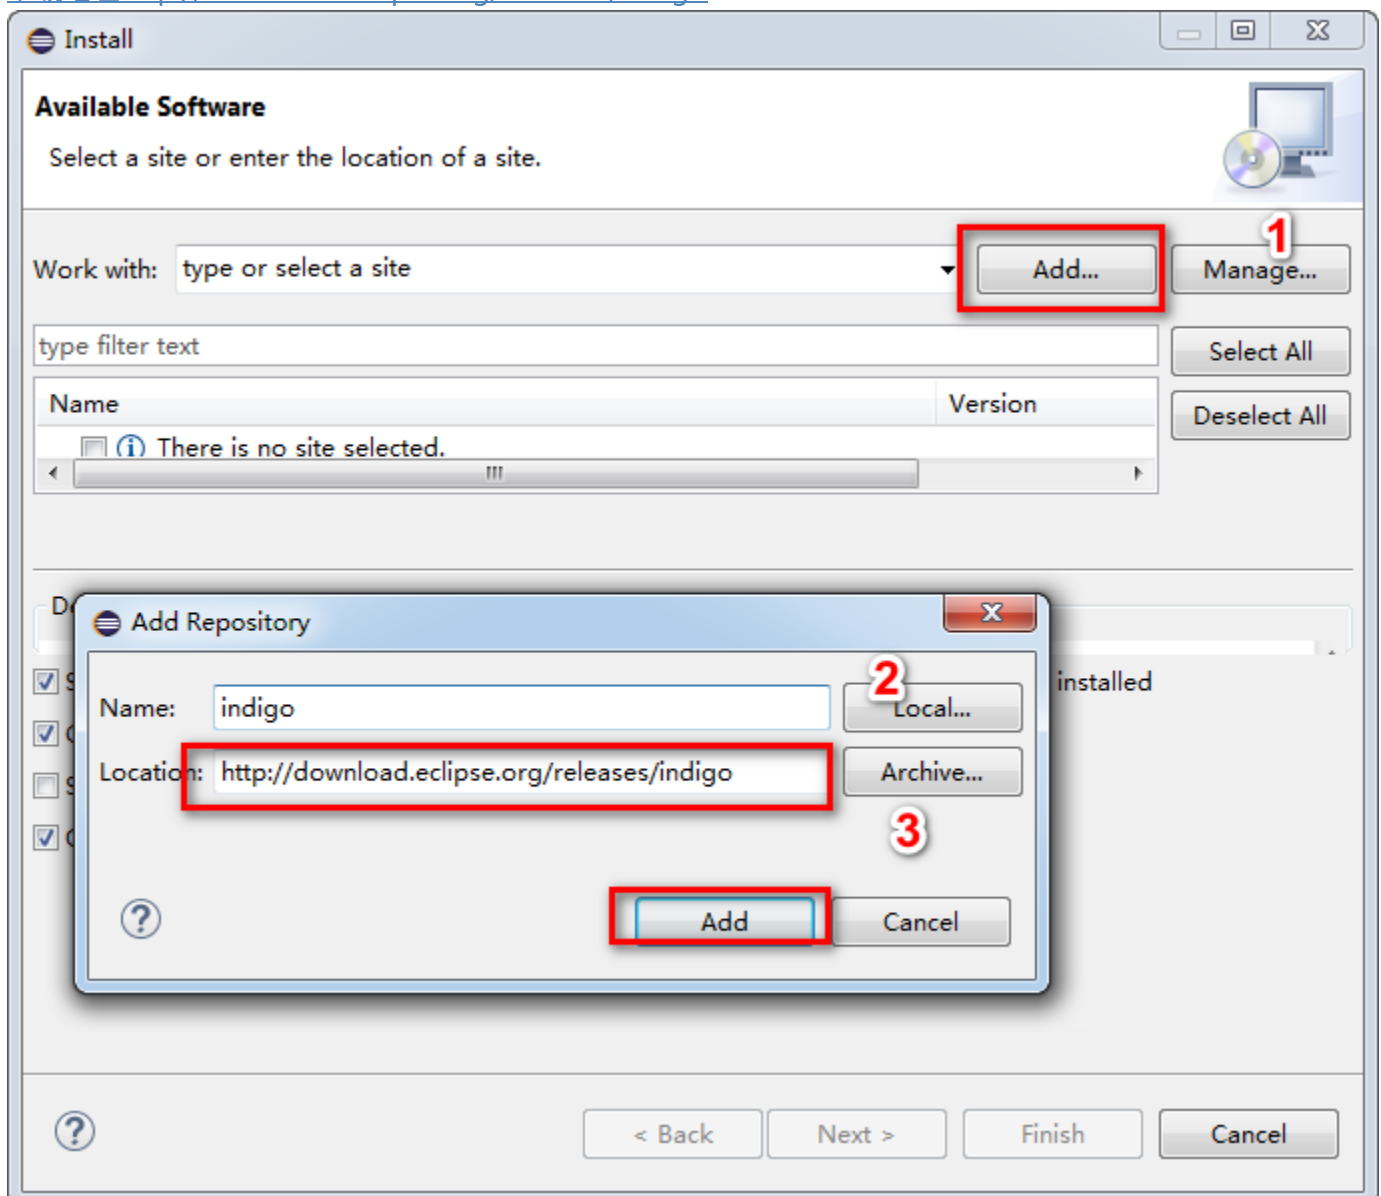 Install
Available Software
Select a site or enter the location of a site.
1
Work with: type or select a site Add... Manage...
type filter text Select All
Name Version Deselect All
There is no site selected.
Add Repository
2
installed
Name: indigo Local...
Location: http://download.eclipse.org/releases/indigo Archive...
3
Add Cancel
< Back Next > Finish Cancel